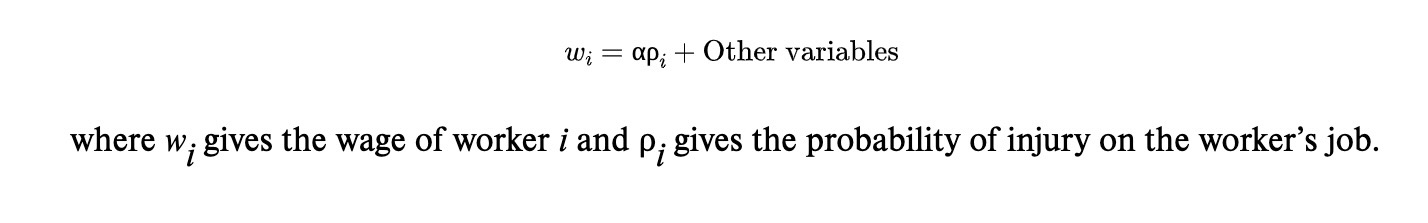 wᵢ = αρᵢ + Other variables
where wᵢ gives the wage of worker i and ρᵢ gives the probability of injury on the worker’s job.